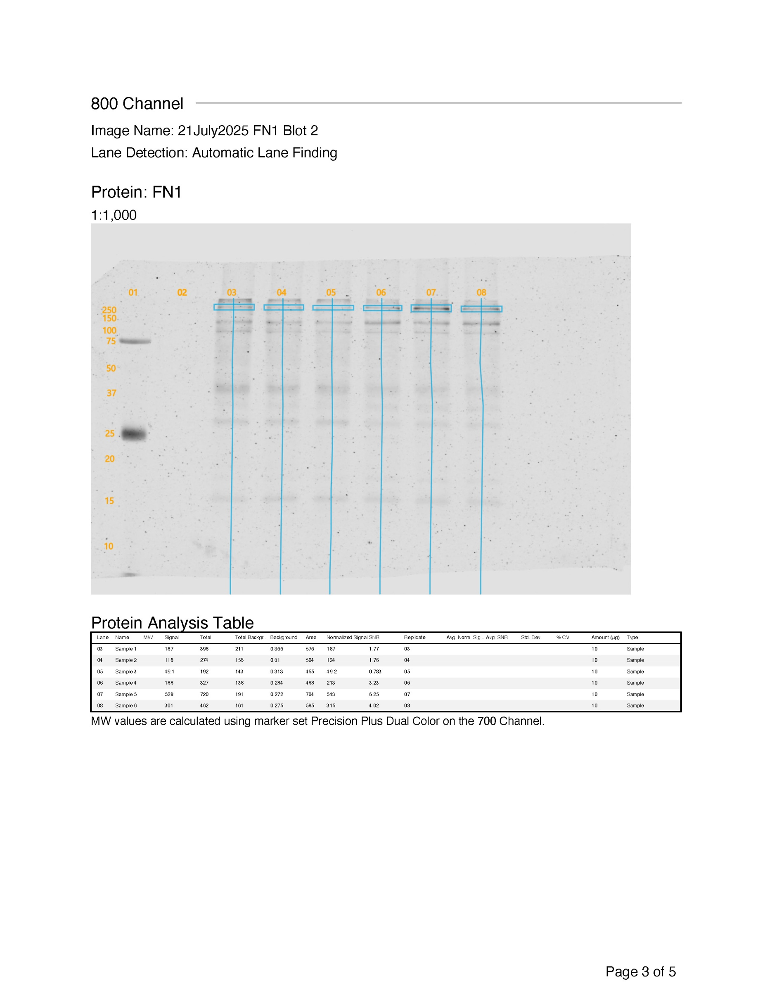 800 Channel
Image Name: 21July2025 FN1 Blot 2
Lane Detection: Automatic Lane Finding
Protein: FN1
1:1,000
01 02 03 04 05 06 07 08
250
150
100
75
50
37
25
20
15
10
Protein Analysis Table
Lane Name MW Signal Total Total Backgr... Background Area Normalized Signal SNR Replicate Avg. Norm. Sig... Avg. SNR Std. Dev. % CV Amount (µg) Type
03 Sample 1 187 398 211 0.366 576 187 1.77 03 10 Sample
04 Sample 2 118 274 156 0.31 504 124 1.76 04 10 Sample
05 Sample 3 49.1 192 143 0.313 455 49.2 0.783 05 10 Sample
06 Sample 4 188 327 138 0.284 488 213 3.23 06 10 Sample
07 Sample 5 528 720 191 0.272 704 543 6.25 07 10 Sample
08 Sample 6 301 462 161 0.275 585 315 4.02 08 10 Sample
MW values are calculated using marker set Precision Plus Dual Color on the 700 Channel.
Page 3 of 5